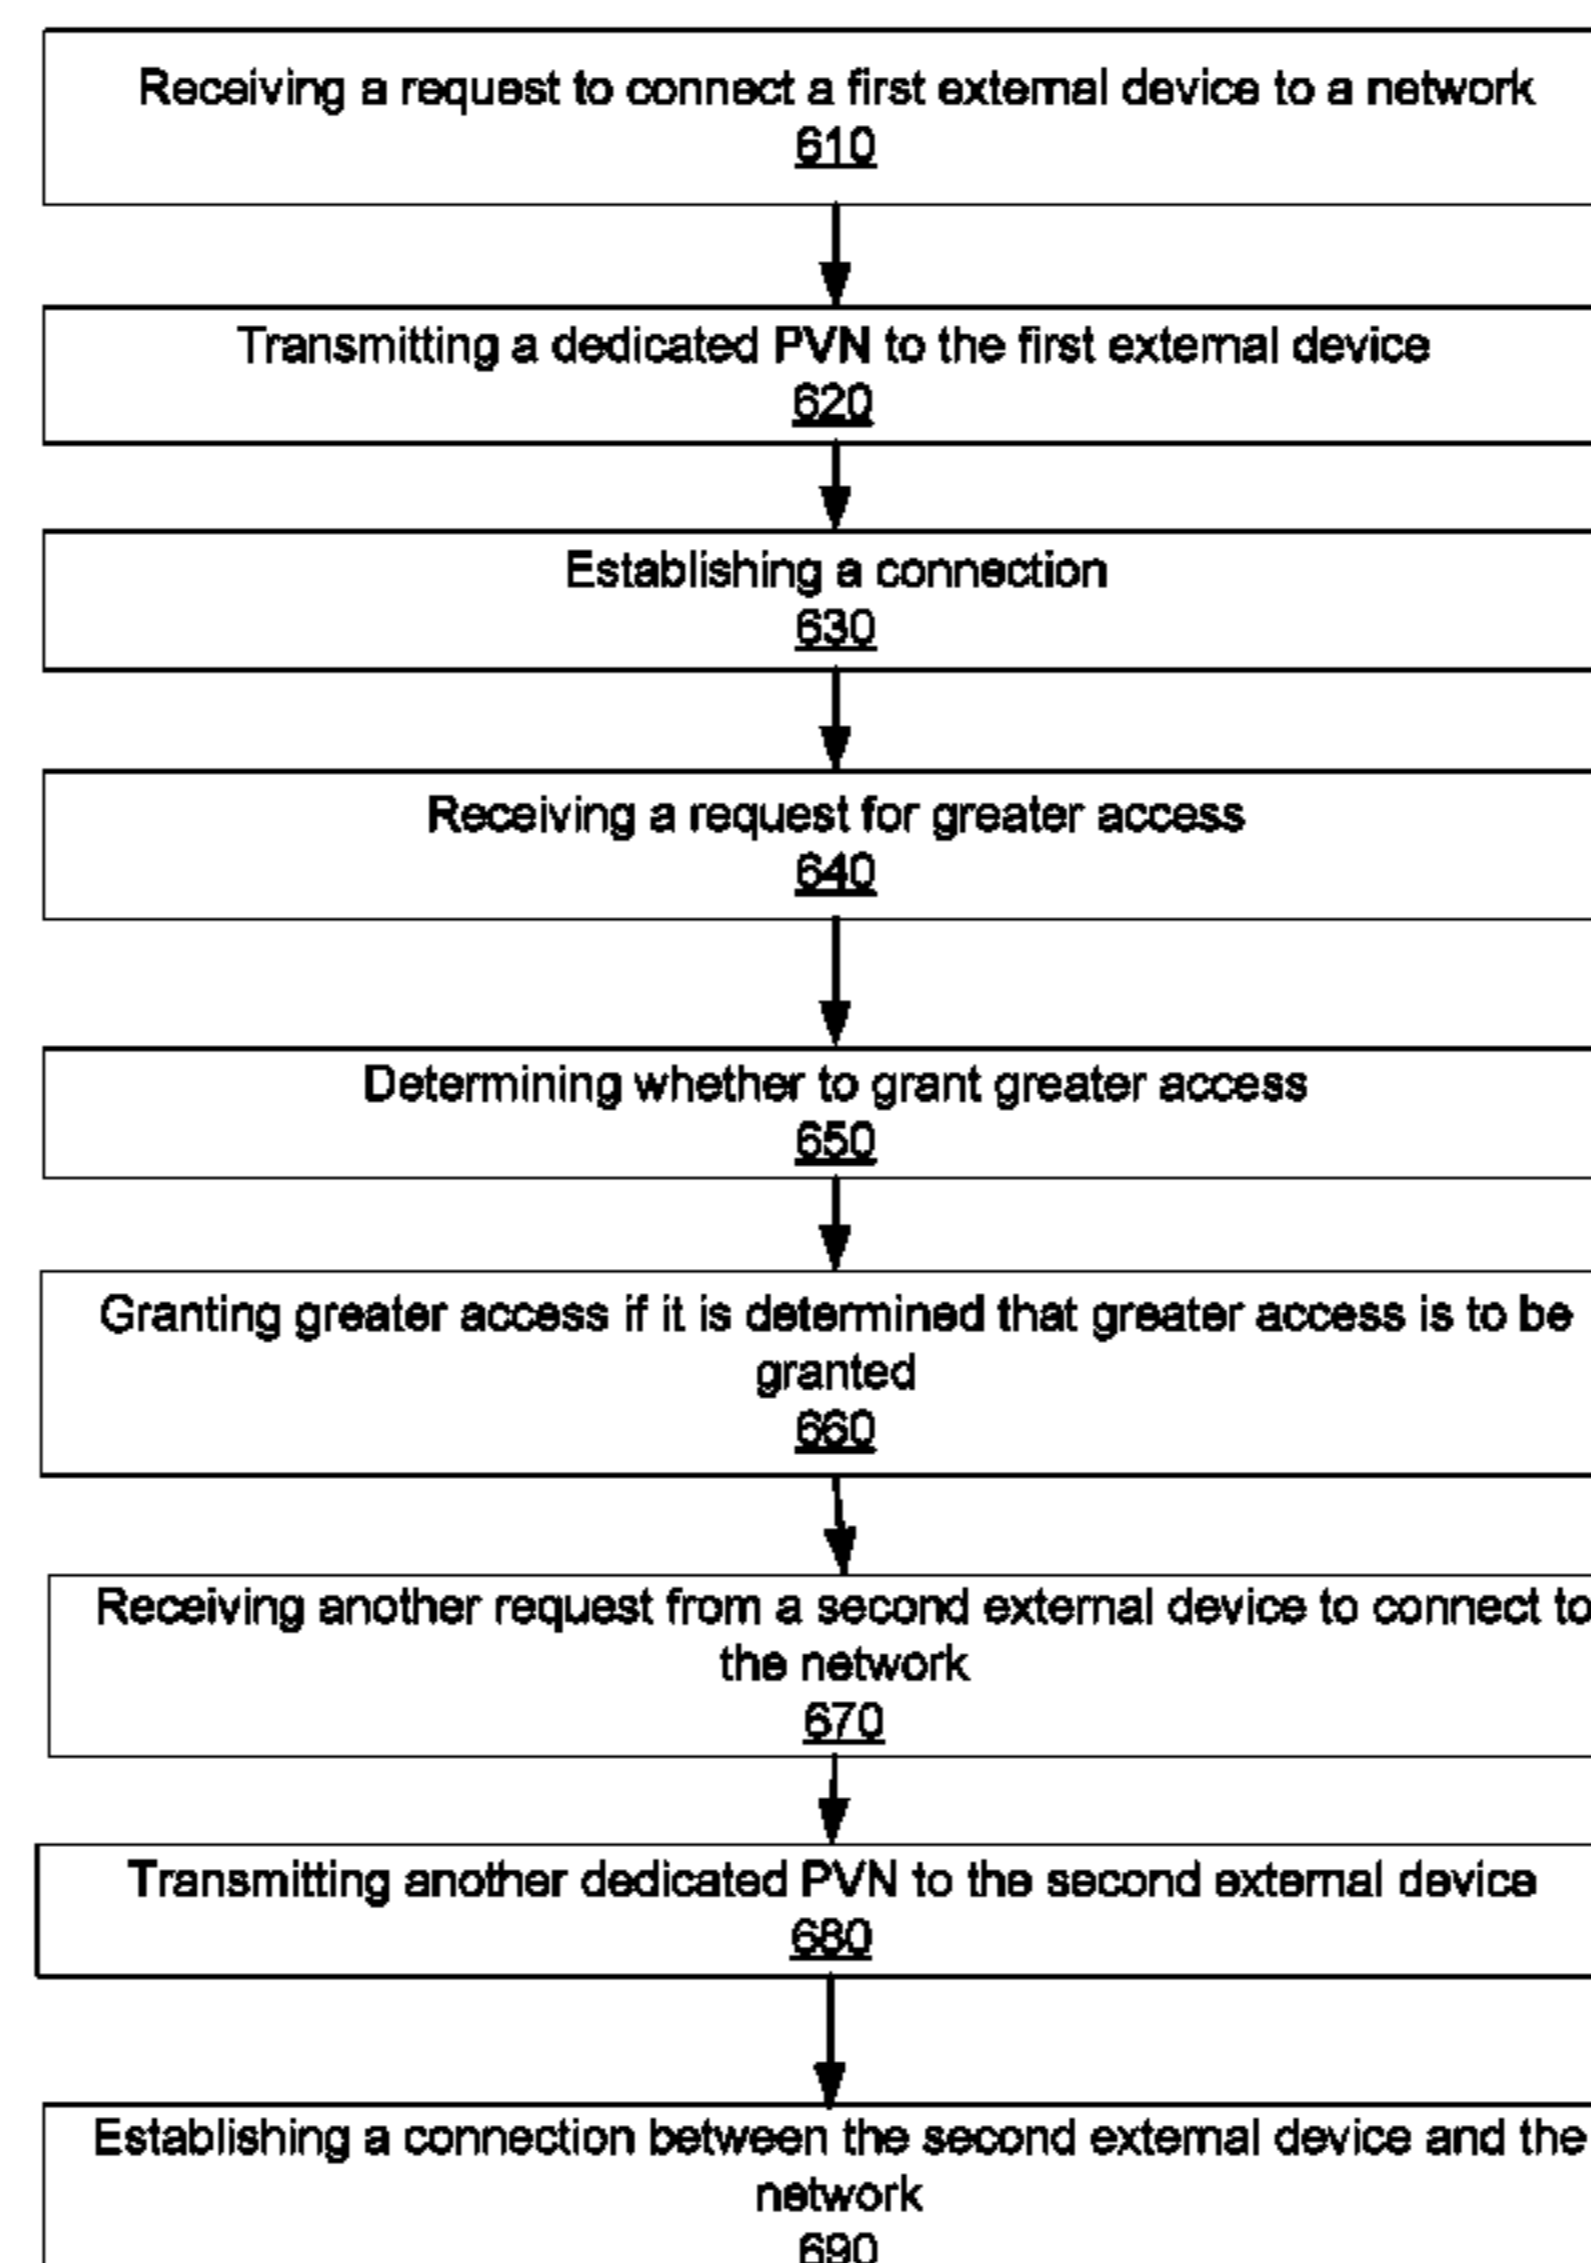 Receiving a request to connect a first external device to a network
610
Transmitting a dedicated PVN to the first external device
620
Establishing a connection
630
Receiving a request for greater access
640
Determining whether to grant greater access
650
Granting greater access if it is determined that greater access is to be
granted
660
Receiving another request from a second external device to connect to
the network
670
Transmitting another dedicated PVN to the second external device
680
Establishing a connection between the second external device and the
network
690